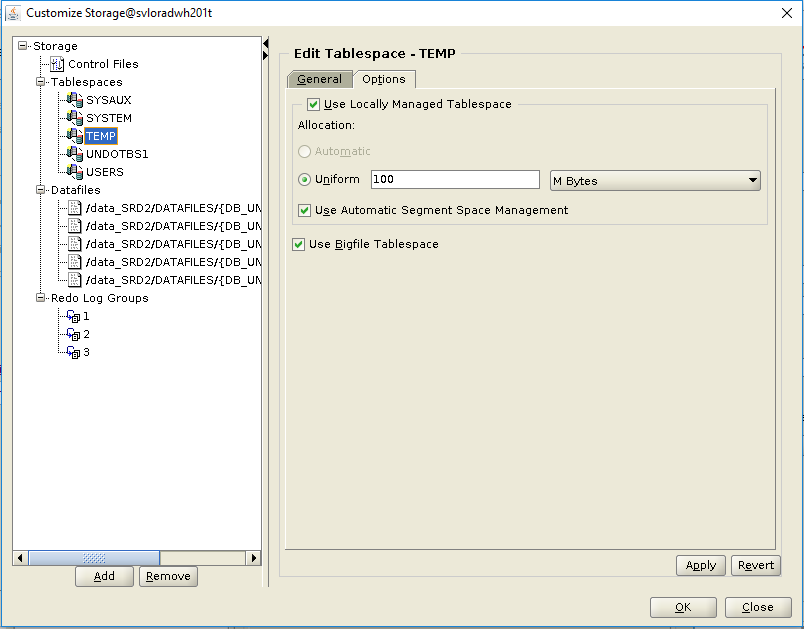 Customize Storage@svloradwh201t
Storage
Control Files
Tablespaces
SYSAUX
SYSTEM
TEMP
UNDOTBS1
USERS
Datafiles
/data_SRD2/DATAFILES/{DB_UN
/data_SRD2/DATAFILES/{DB_UN
/data_SRD2/DATAFILES/{DB_UN
/data_SRD2/DATAFILES/{DB_UN
/data_SRD2/DATAFILES/{DB_UN
Redo Log Groups
1
2
3
Add Remove
Edit Tablespace - TEMP
General Options
Use Locally Managed Tablespace
Allocation:
Automatic
Uniform 100 M Bytes
Use Automatic Segment Space Management
Use Bigfile Tablespace
Apply Revert
OK Close